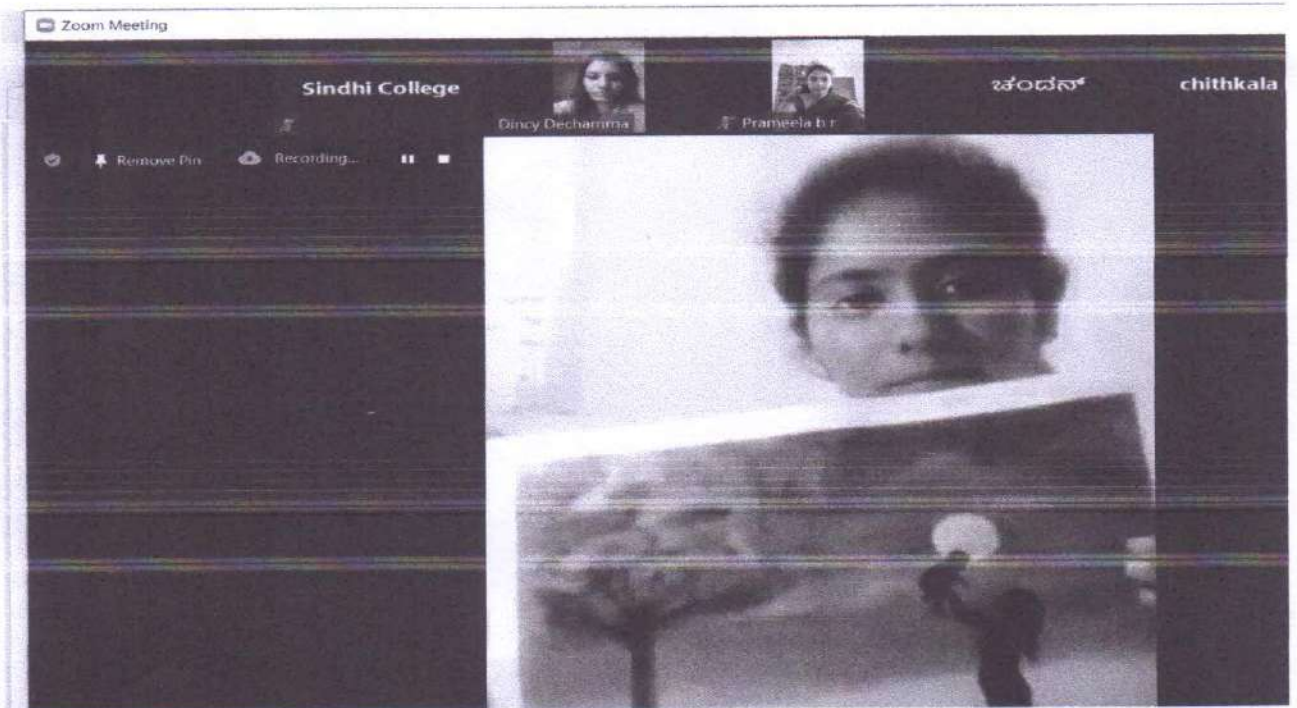 Zoom Meeting
Sindhi College
Dincy Dechamma
Prameela b r
ಚಂದನ್
chithkala
Remove Pin
Recording...